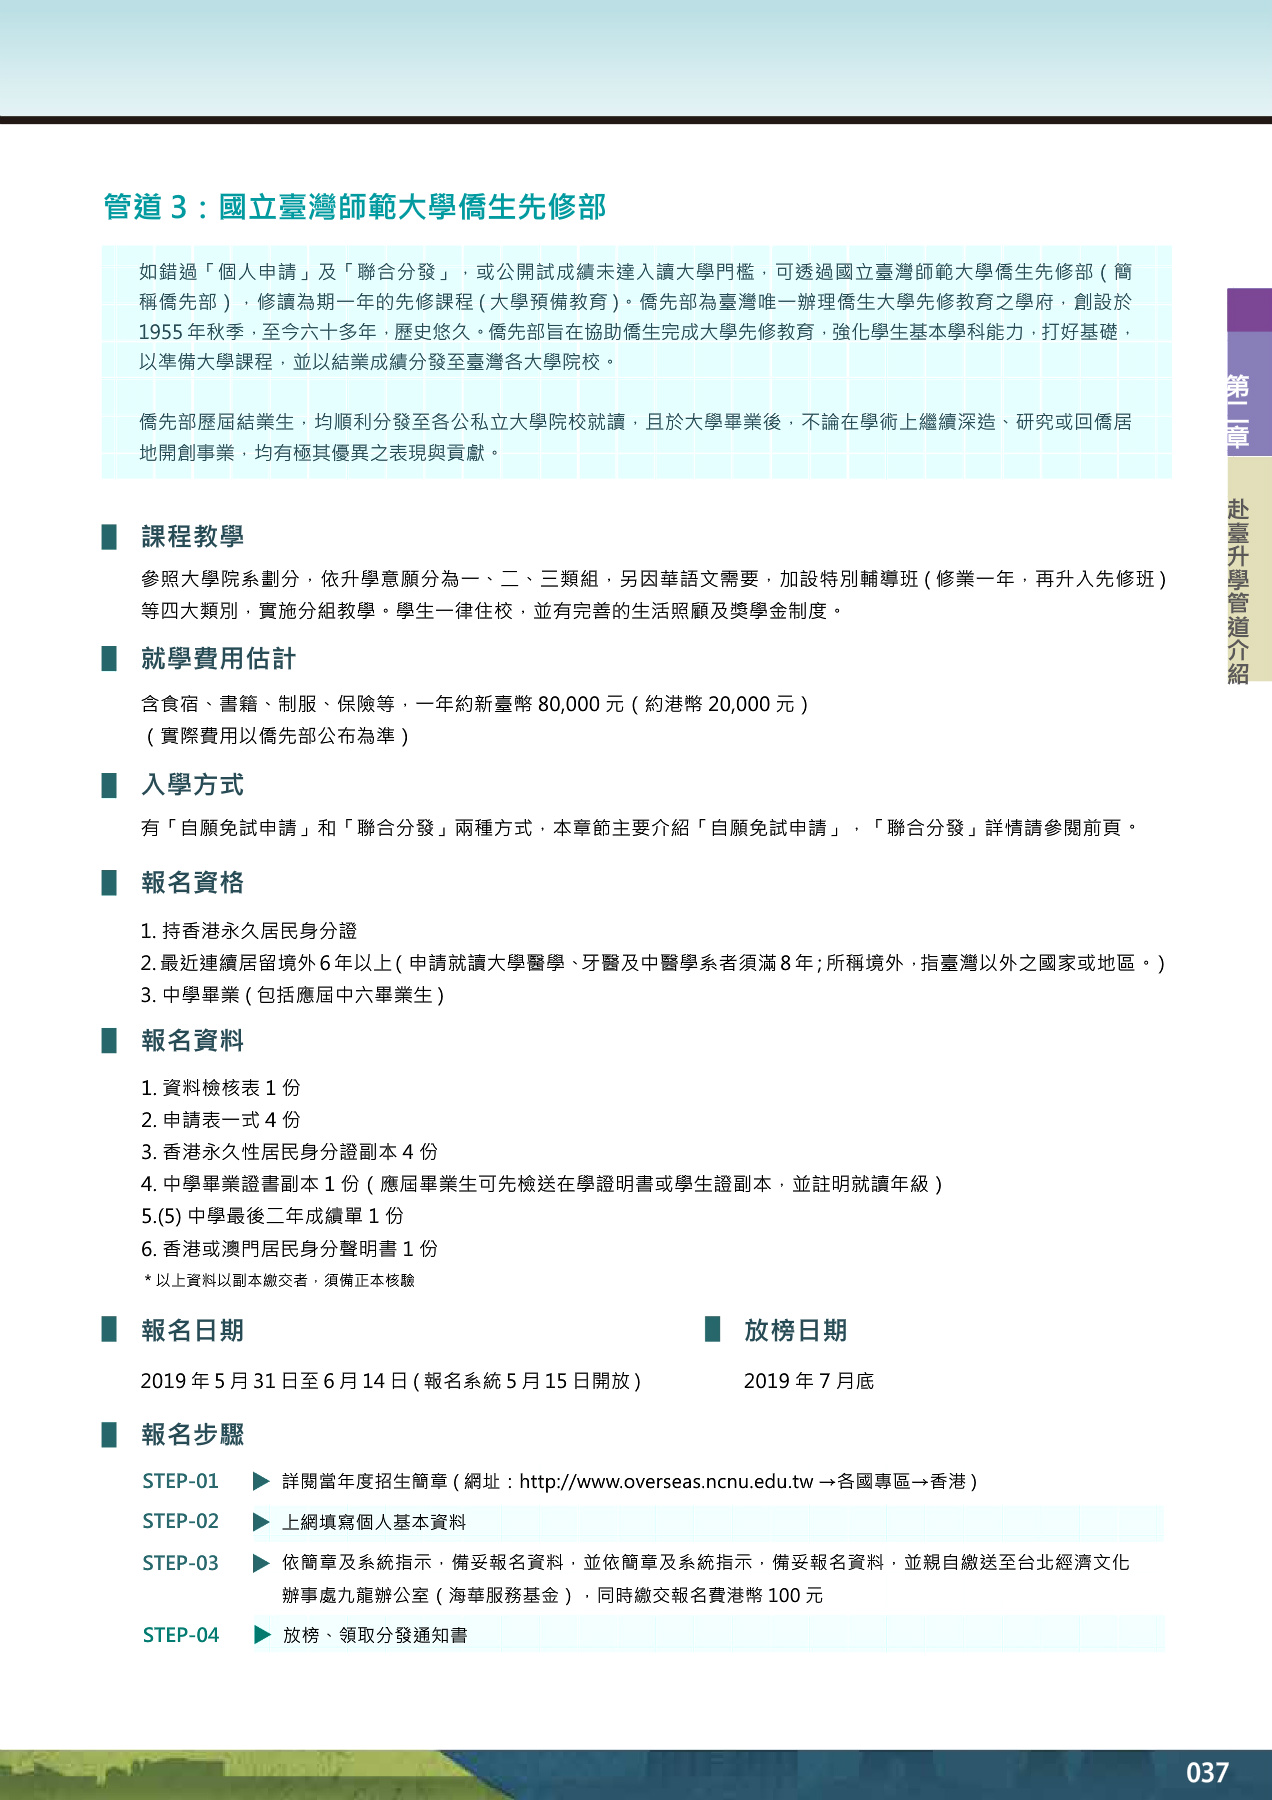 管道 3：國立臺灣師範大學僑生先修部
如錯過「個人申請」及「聯合分發」，或公開試成績未達入讀大學門檻，可透過國立臺灣師範大學僑生先修部（簡
稱僑先部），修讀為期一年的先修課程（大學預備教育）。僑先部為臺灣唯一辦理僑生大學先修教育之學府，創設於
1955 年秋季，至今六十多年，歷史悠久。僑先部旨在協助僑生完成大學先修教育，強化學生基本學科能力，打好基礎，
以準備大學課程，並以結業成績分發至臺灣各大學院校。
僑先部歷屆結業生，均順利分發至各公私立大學院校就讀，且於大學畢業後，不論在學術上繼續深造、研究或回僑居
地開創事業，均有極其優異之表現與貢獻。
課程教學
參照大學院系劃分，依升學意願分為一、二、三類組，另因華語文需要，加設特別輔導班 ( 修業一年，再升入先修班 )
等四大類別，實施分組教學。學生一律住校，並有完善的生活照顧及獎學金制度。
就學費用估計
含食宿、書籍、制服、保險等，一年約新臺幣 80,000 元（約港幣 20,000 元）
（實際費用以僑先部公布為準）
入學方式
有「自願免試申請」和「聯合分發」兩種方式，本章節主要介紹「自願免試申請」，「聯合分發」詳情請參閱前頁。
報名資格
1. 持香港永久居民身分證
2. 最近連續居留境外 6 年以上 ( 申請就讀大學醫學、牙醫及中醫學系者須滿 8 年 ; 所稱境外，指臺灣以外之國家或地區。)
3. 中學畢業 ( 包括應屆中六畢業生 )
報名資料
1. 資料檢核表 1 份
2. 申請表一式 4 份
3. 香港永久性居民身分證副本 4 份
4. 中學畢業證書副本 1 份（應屆畢業生可先檢送在學證明書或學生證副本，並註明就讀年級）
5.(5) 中學最後二年成績單 1 份
6. 香港或澳門居民身分聲明書 1 份
* 以上資料以副本繳交者，須備正本核驗
報名日期
2019 年 5 月 31 日至 6 月 14 日 ( 報名系統 5 月 15 日開放 )
放榜日期
2019 年 7 月底
報名步驟
STEP-01 ▶ 詳閱當年度招生簡章 ( 網址：http://www.overseas.ncnu.edu.tw →各國專區→香港 )
STEP-02 ▶ 上網填寫個人基本資料
STEP-03 ▶ 依簡章及系統指示，備妥報名資料，並依簡章及系統指示，備妥報名資料，並親自繳送至台北經濟文化
辦事處九龍辦公室（海華服務基金），同時繳交報名費港幣 100 元
STEP-04 ▶ 放榜、領取分發通知書
第二章
赴臺升學管道介紹
037